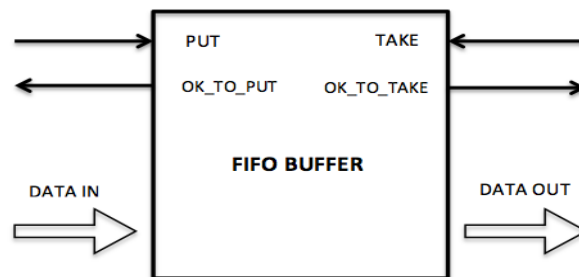 PUT TAKE
OK_TO_PUT OK_TO_TAKE
FIFO BUFFER
DATA IN DATA OUT